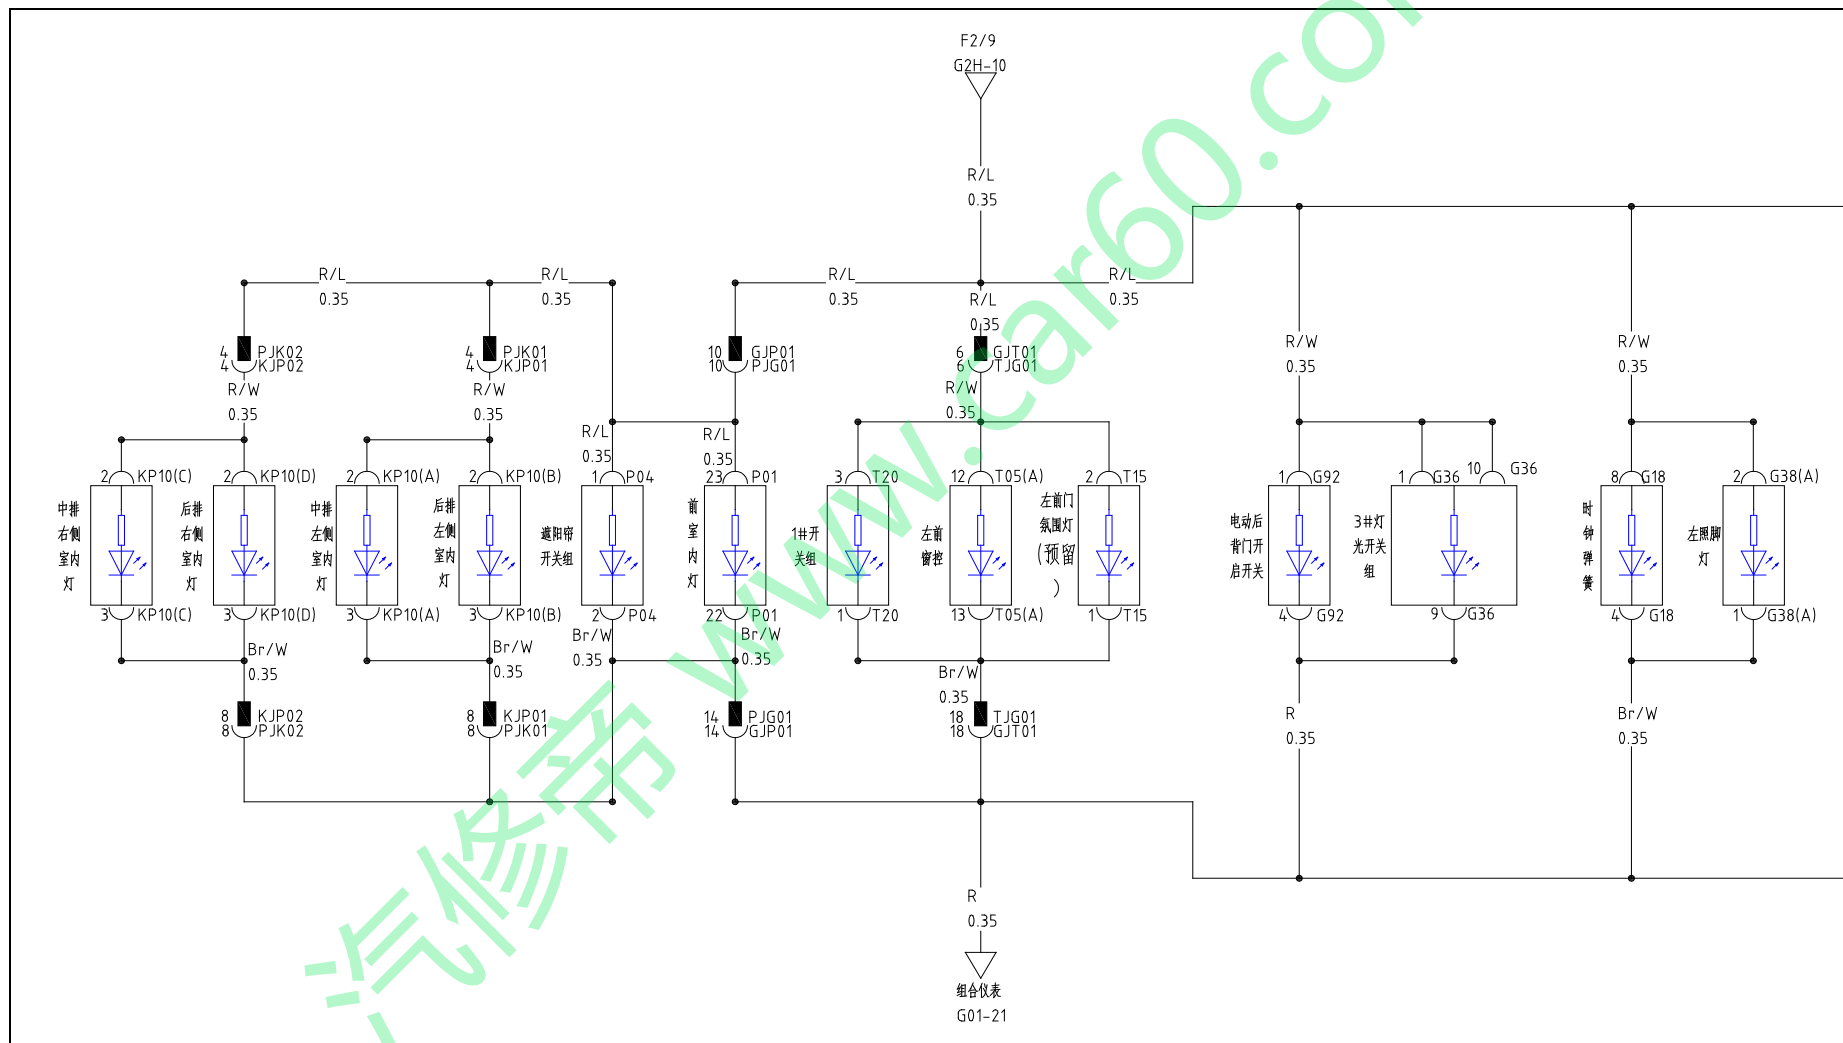 F2/9
G2H-10
R/L
0.35
R/L
0.35
R/L
0.35
R/L
0.35
R/L
0.35
R/L
0.35
4 PJK02
4 KJP02
4 PJK01
4 KJP01
10 GJP01
10 PJG01
6 GJT01
6 TJG01
R/W
0.35
R/W
0.35
R/W
0.35
R/W
0.35
R/W
0.35
R/L
0.35
R/L
0.35
2 KP10(C)
2 KP10(D)
2 KP10(A)
2 KP10(B)
1 P04
23 P01
3 T20
12 T05(A)
2 T15
1 G92
1 G36
10 G36
8 G18
2 G38(A)
中排
右侧
室内
灯
后排
右侧
室内
灯
中排
左侧
室内
灯
后排
左侧
室内
灯
遮阳帘
开关组
前
室
内
灯
1#开
关组
左前
窗控
左前门
氛围灯
(预留
)
电动后
背门开
启开关
3#灯
光开关
组
时
钟
弹
簧
左照脚
灯
3 KP10(C)
3 KP10(D)
3 KP10(A)
3 KP10(B)
2 P04
22 P01
1 T20
13 T05(A)
1 T15
4 G92
9 G36
4 G18
1 G38(A)
Br/W
0.35
Br/W
0.35
Br/W
0.35
Br/W
0.35
Br/W
0.35
8 KJP02
8 PJK02
8 KJP01
8 PJK01
14 PJG01
14 GJP01
18 TJG01
18 GJT01
R
0.35
Br/W
0.35
R
0.35
组合仪表
G01-21
汽修帝 www.car60.com